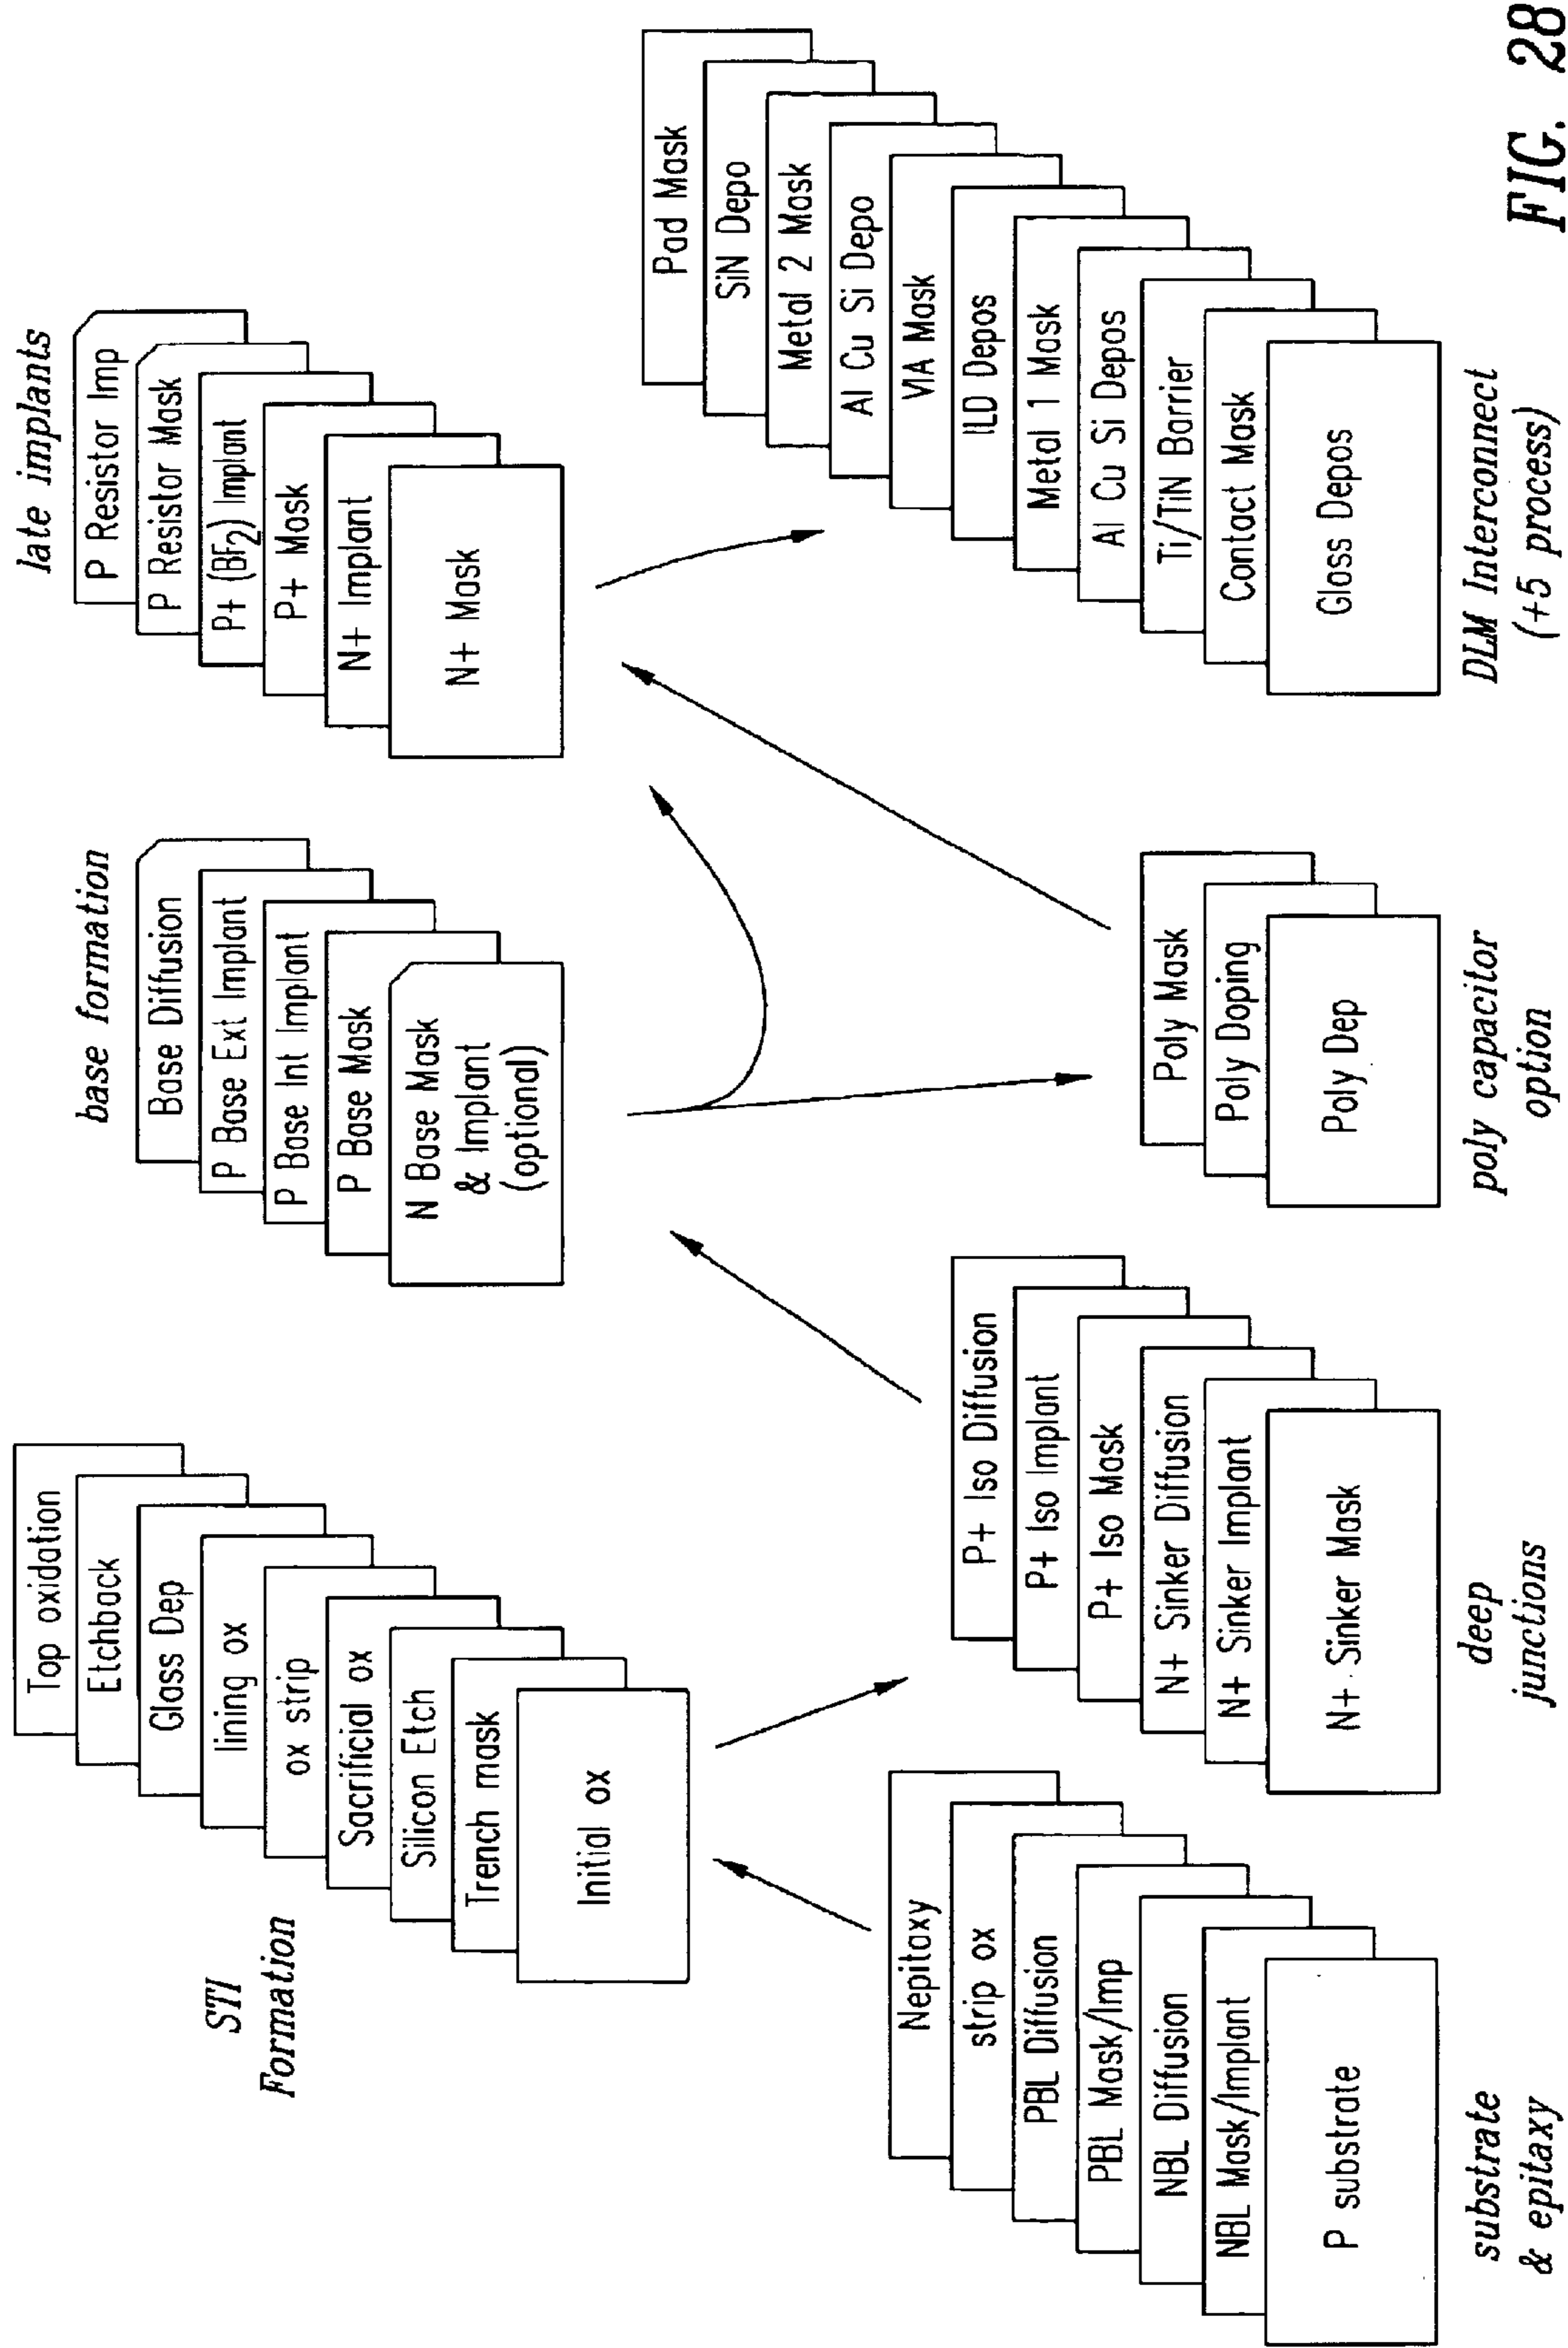 STI
Formation
Top oxidation
Etchback
Glass Dep
lining ox
ox strip
Sacrificial ox
Silicon Etch
Trench mask
Initial ox
base formation
Base Diffusion
P Base Ext Implant
P Base Int Implant
P Base Mask
N Base Mask
& Implant
(optional)
late implants
P Resistor Imp
P Resistor Mask
P+ (BF2) Implant
P+ Mask
N+ Implant
N+ Mask
Nepitaxy
strip ox
PBL Diffusion
PBL Mask/Imp
NBL Diffusion
NBL Mask/Implant
P substrate
substrate
& epitaxy
P+ Iso Diffusion
P+ Iso Implant
P+ Iso Mask
N+ Sinker Diffusion
N+ Sinker Implant
N+ Sinker Mask
deep
junctions
Poly Mask
Poly Doping
Poly Dep
poly capacitor
option
Pad Mask
SiN Depo
Metal 2 Mask
Al Cu Si Depo
VIA Mask
ILD Depos
Metal 1 Mask
Al Cu Si Depos
Ti/TiN Barrier
Contact Mask
Glass Depos
DLM Interconnect
(+5 process)
FIG. 28